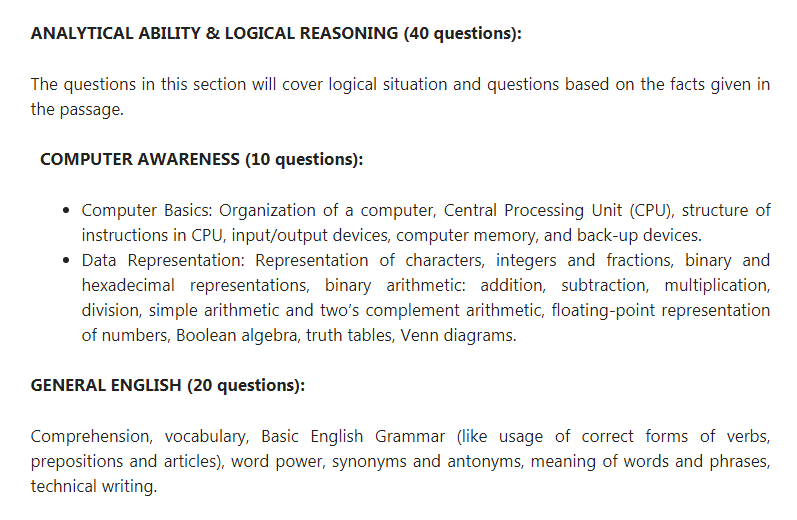 ANALYTICAL ABILITY & LOGICAL REASONING (40 questions):
The questions in this section will cover logical situation and questions based on the facts given in
the passage.
COMPUTER AWARENESS (10 questions):
• Computer Basics: Organization of a computer, Central Processing Unit (CPU), structure of
instructions in CPU, input/output devices, computer memory, and back-up devices.
• Data Representation: Representation of characters, integers and fractions, binary and
hexadecimal representations, binary arithmetic: addition, subtraction, multiplication,
division, simple arithmetic and two’s complement arithmetic, floating-point representation
of numbers, Boolean algebra, truth tables, Venn diagrams.
GENERAL ENGLISH (20 questions):
Comprehension, vocabulary, Basic English Grammar (like usage of correct forms of verbs,
prepositions and articles), word power, synonyms and antonyms, meaning of words and phrases,
technical writing.